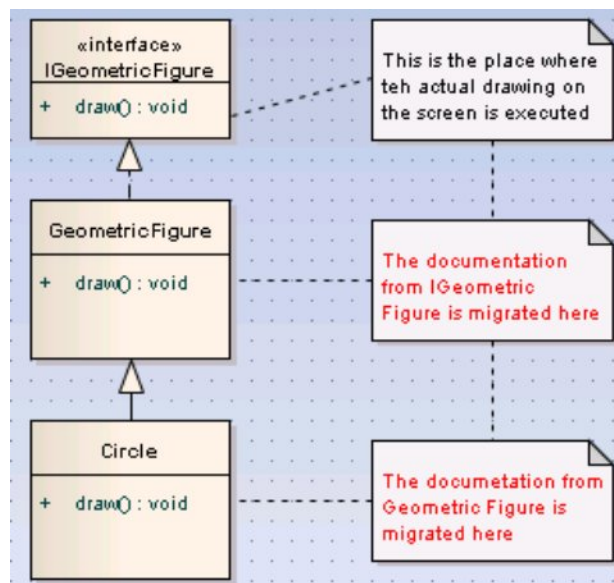 «interface»
IGeometricFigure
+ draw() : void
This is the place where
teh actual drawing on
the screen is executed
GeometricFigure
+ draw() : void
The documentation
from IGeometric
Figure is migrated here
Circle
+ draw() : void
The documetation from
Geometric Figure is
migrated here